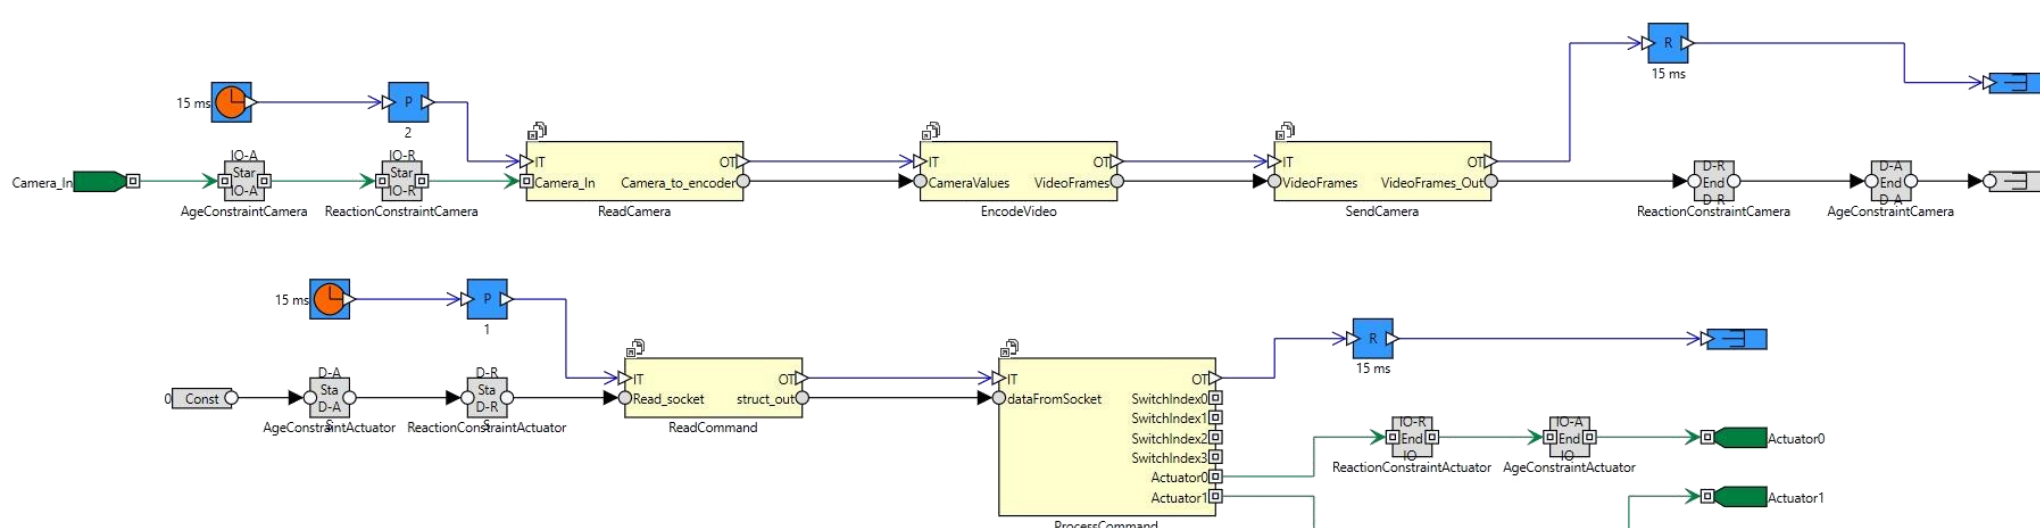 R
15 ms
15 ms
P
2
IT
OT
Camera_In
Camera_to_encoder
ReadCamera
IT
OT
CameraValues
VideoFrames
EncodeVideo
IT
OT
VideoFrames
VideoFrames_Out
SendCamera
Camera_In
IO-A
Star
IO-A
AgeConstraintCamera
IO-R
Star
IO-R
ReactionConstraintCamera
D-R
End
D-R
ReactionConstraintCamera
D-A
End
D-A
AgeConstraintCamera
15 ms
P
1
R
15 ms
0
Const
D-A
Sta
D-A
S
AgeConstraintActuator
D-R
Sta
D-R
S
ReactionConstraintActuator
IT
OT
Read_socket
struct_out
ReadCommand
IT
OT
dataFromSocket
SwitchIndex0
SwitchIndex1
SwitchIndex2
SwitchIndex3
Actuator0
Actuator1
ProcessCommand
IO-R
End
IO
ReactionConstraintActuator
IO-A
End
IO
AgeConstraintActuator
Actuator0
Actuator1